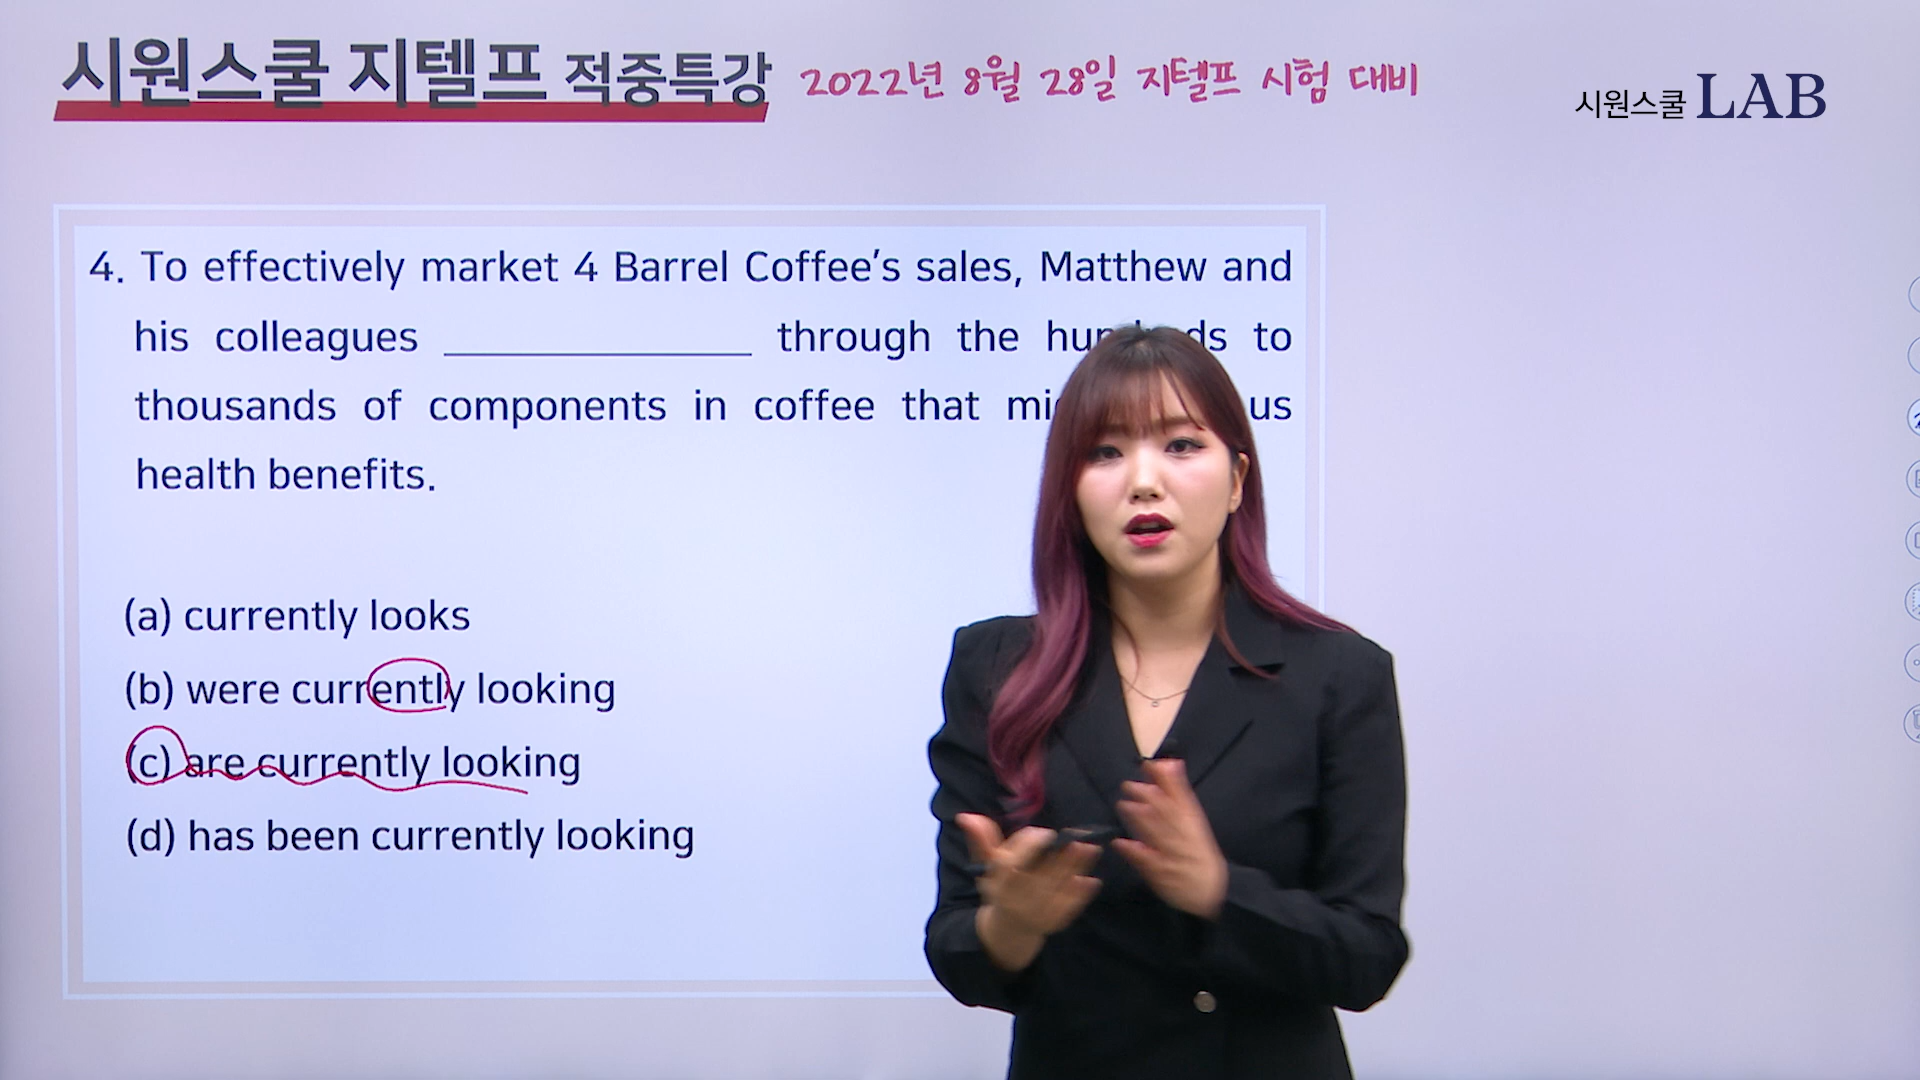 시원스쿨 지텔프 적중특강 2022년 8월 28일 지텔프 시험 대비
시원스쿨 LAB
4. To effectively market 4 Barrel Coffee's sales, Matthew and
his colleagues ____________ through the to
thousands of components in coffee that us
health benefits.
(a) currently looks
(b) were currently looking
(c) are currently looking
(d) has been currently looking